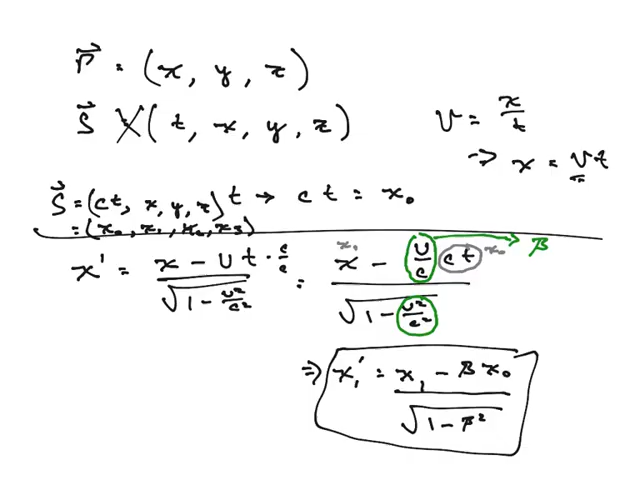 r⃗ = (x, y, z)
s⃗ X (t, x, y, z)
v = x/t
⇒ x = vt
s⃗ = (ct, x, y, z) t → ct = x₀
= (x₀, x₁, x₂, x₃)
x' = (x − vt · c/c) / √(1 − v²/c²) = (x − (v/c) ct) / √(1 − v²/c²)
x₁ x₀ β
⇒ x₁' = (x₁ − βx₀) / √(1 − β²)